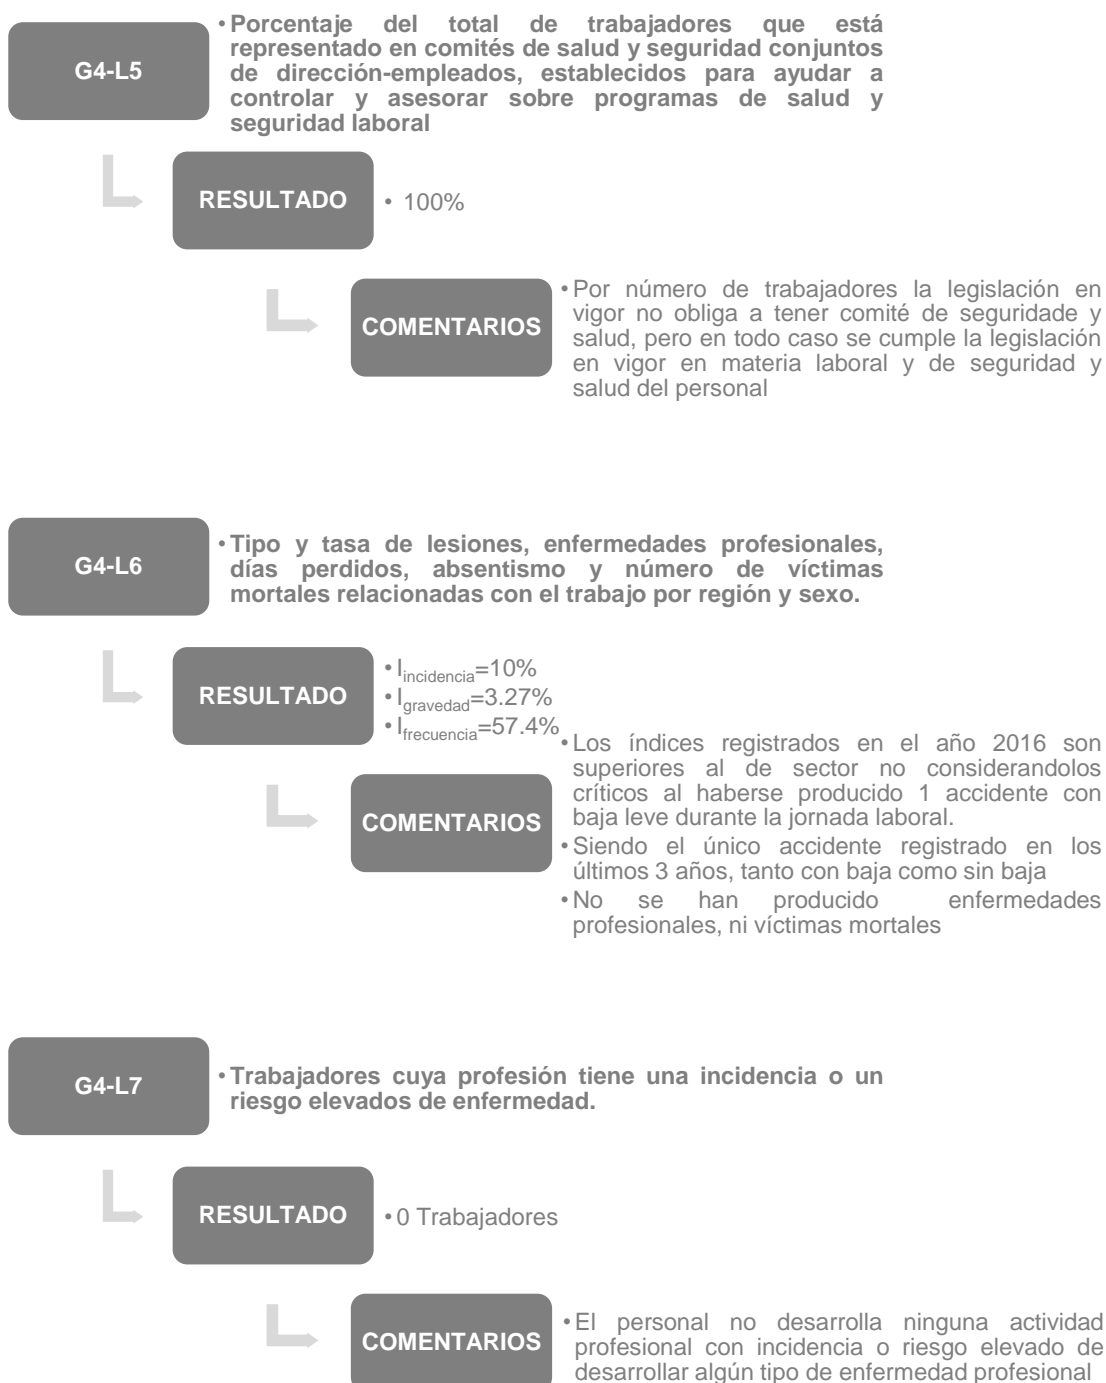 G4-L5
• Porcentaje del total de trabajadores que está
representado en comités de salud y seguridad conjuntos
de dirección-empleados, establecidos para ayudar a
controlar y asesorar sobre programas de salud y
seguridad laboral
RESULTADO
• 100%
COMENTARIOS
• Por número de trabajadores la legislación en
vigor no obliga a tener comité de seguridade y
salud, pero en todo caso se cumple la legislación
en vigor en materia laboral y de seguridad y
salud del personal
G4-L6
• Tipo y tasa de lesiones, enfermedades profesionales,
días perdidos, absentismo y número de víctimas
mortales relacionadas con el trabajo por región y sexo.
RESULTADO
• Iincidencia=10%
• Igravedad=3.27%
• Ifrecuencia=57.4%
COMENTARIOS
• Los índices registrados en el año 2016 son
superiores al de sector no considerandolos
críticos al haberse producido 1 accidente con
baja leve durante la jornada laboral.
• Siendo el único accidente registrado en los
últimos 3 años, tanto con baja como sin baja
• No se han producido enfermedades
profesionales, ni víctimas mortales
G4-L7
• Trabajadores cuya profesión tiene una incidencia o un
riesgo elevados de enfermedad.
RESULTADO
• 0 Trabajadores
COMENTARIOS
• El personal no desarrolla ninguna actividad
profesional con incidencia o riesgo elevado de
desarrollar algún tipo de enfermedad profesional